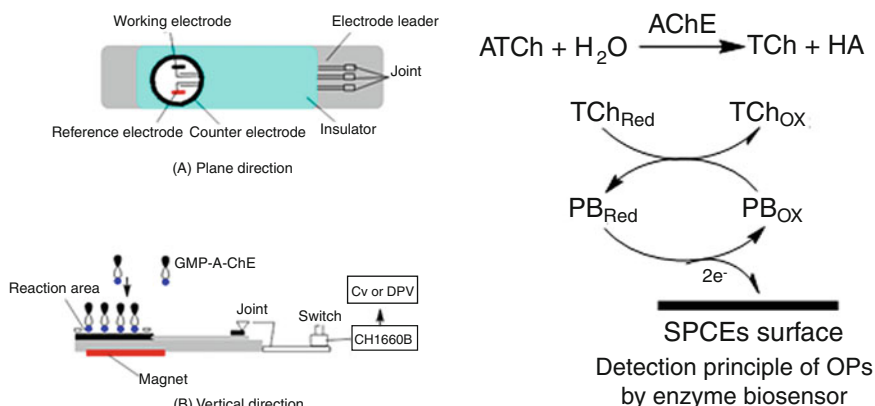 Working electrode
Electrode leader
Joint
Reference electrode
Counter electrode
Insulator
(A) Plane direction
GMP-A-ChE
Reaction area
Joint
Switch
Cv or DPV
CH1660B
Magnet
(B) Vertical direction
ATCh + H₂O AChE TCh + HA
TChRed TChOX
PBRed PBOX
2e⁻
SPCEs surface
Detection principle of OPs
by enzyme biosensor